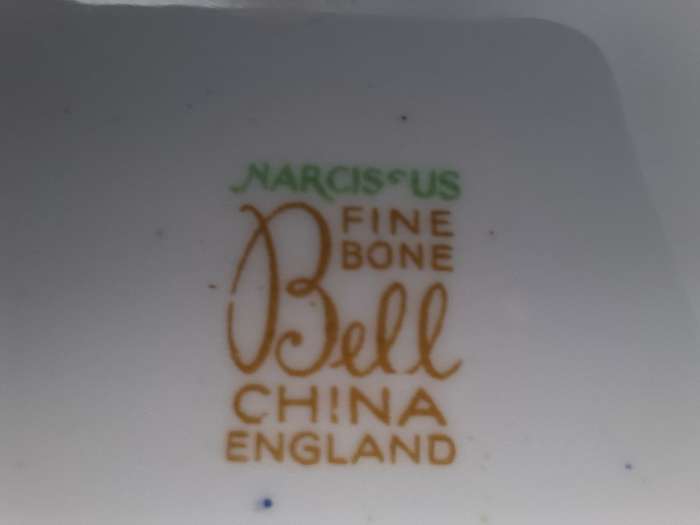 NARCISSUS
FINE
BONE
Bell
CHINA
ENGLAND